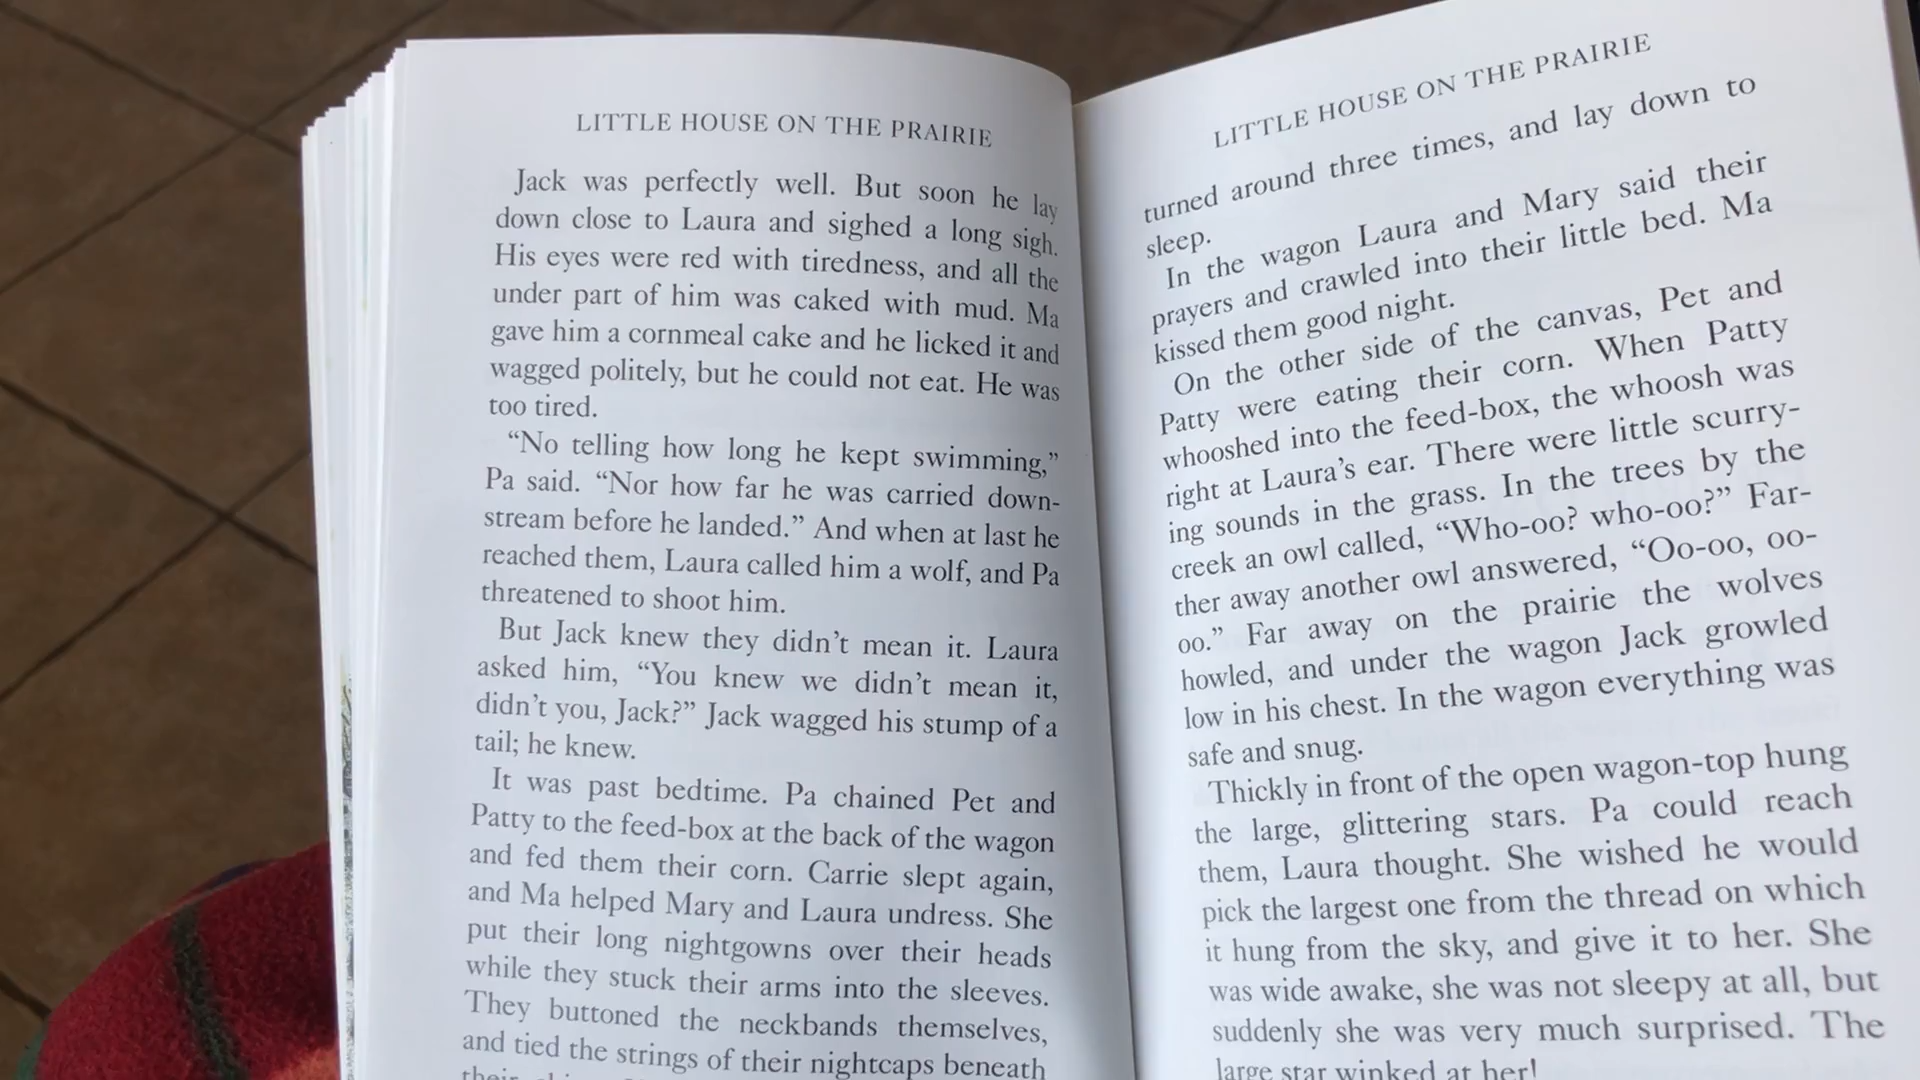 LITTLE HOUSE ON THE PRAIRIE
Jack was perfectly well. But soon he lay
down close to Laura and sighed a long sigh.
His eyes were red with tiredness, and all the
under part of him was caked with mud. Ma
gave him a cornmeal cake and he licked it and
wagged politely, but he could not eat. He was
too tired.
“No telling how long he kept swimming,”
Pa said. “Nor how far he was carried down-
stream before he landed.” And when at last he
reached them, Laura called him a wolf, and Pa
threatened to shoot him.
But Jack knew they didn’t mean it. Laura
asked him, “You knew we didn’t mean it,
didn’t you, Jack?” Jack wagged his stump of a
tail; he knew.
It was past bedtime. Pa chained Pet and
Patty to the feed-box at the back of the wagon
and fed them their corn. Carrie slept again,
and Ma helped Mary and Laura undress. She
put their long nightgowns over their heads
while they stuck their arms into the sleeves.
They buttoned the neckbands themselves,
and tied the strings of their nightcaps beneath
their
LITTLE HOUSE ON THE PRAIRIE
turned around three times, and lay down to
sleep.
In the wagon Laura and Mary said their
prayers and crawled into their little bed. Ma
kissed them good night.
On the other side of the canvas, Pet and
Patty were eating their corn. When Patty
whooshed into the feed-box, the whoosh was
right at Laura’s ear. There were little scurry-
ing sounds in the grass. In the trees by the
creek an owl called, “Who-oo? who-oo?” Far-
ther away another owl answered, “Oo-oo, oo-
oo.” Far away on the prairie the wolves
howled, and under the wagon Jack growled
low in his chest. In the wagon everything was
safe and snug.
Thickly in front of the open wagon-top hung
the large, glittering stars. Pa could reach
them, Laura thought. She wished he would
pick the largest one from the thread on which
it hung from the sky, and give it to her. She
was wide awake, she was not sleepy at all, but
suddenly she was very much surprised. The
large star winked at her!